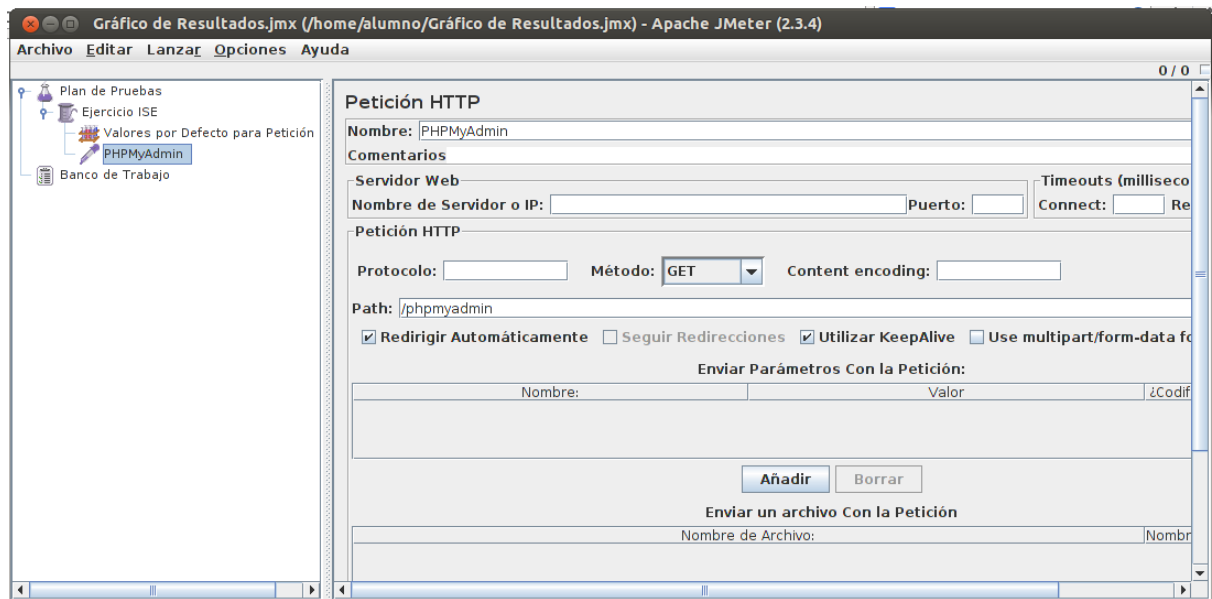 Gráfico de Resultados.jmx (/home/alumno/Gráfico de Resultados.jmx) - Apache JMeter (2.3.4)
Archivo Editar Lanzar Opciones Ayuda
0 / 0
Plan de Pruebas
Ejercicio ISE
Valores por Defecto para Petición
PHPMyAdmin
Banco de Trabajo
Petición HTTP
Nombre: PHPMyAdmin
Comentarios
Servidor Web
Timeouts (milliseco
Nombre de Servidor o IP: Puerto: Connect: Re
Petición HTTP
Protocolo: Método: GET Content encoding:
Path: /phpmyadmin
Redirigir Automáticamente Seguir Redirecciones Utilizar KeepAlive Use multipart/form-data fo
Enviar Parámetros Con la Petición:
Nombre: Valor ¿Codif
Añadir Borrar
Enviar un archivo Con la Petición
Nombre de Archivo: Nombr